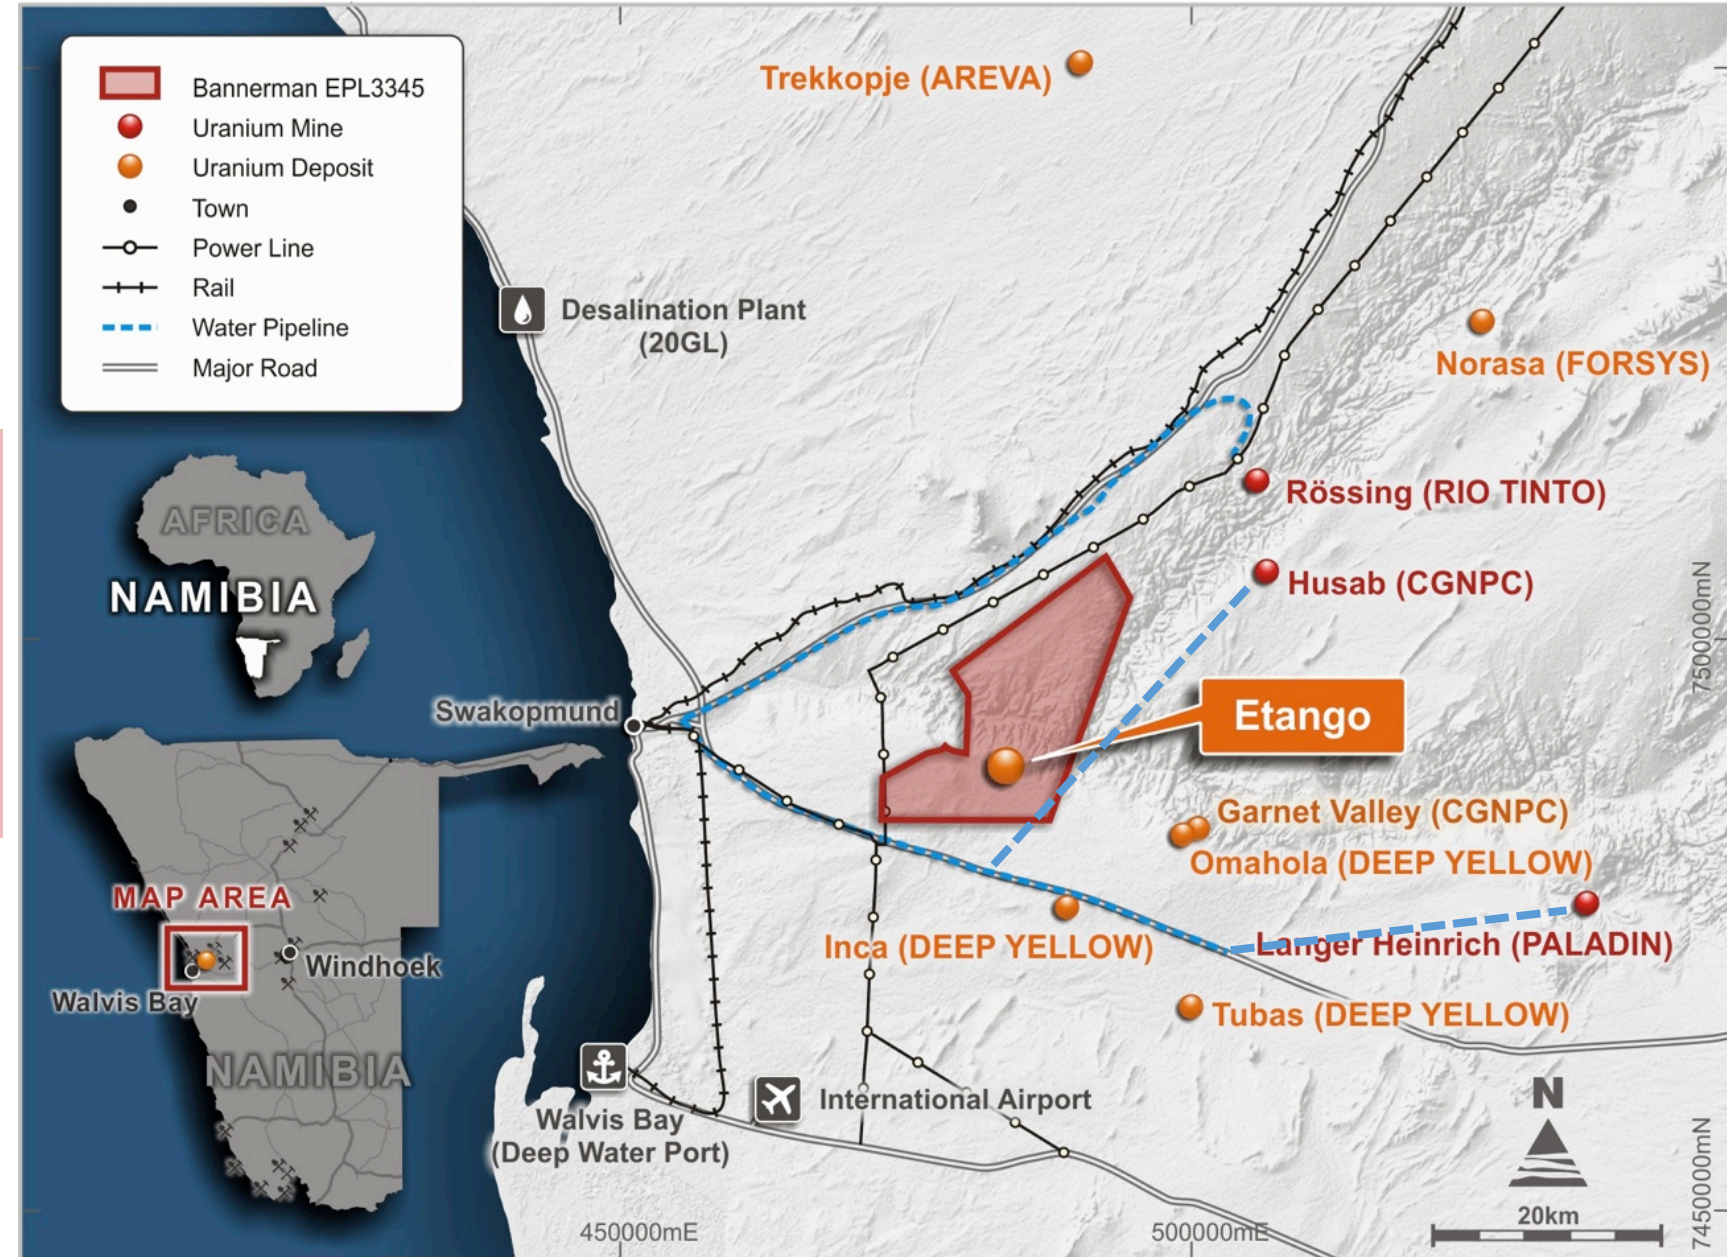 Bannerman EPL3345
Uranium Mine
Uranium Deposit
Town
Power Line
Rail
Water Pipeline
Major Road
Trekkopje (AREVA)
Desalination Plant
(20GL)
Norasa (FORSYS)
Rössing (RIO TINTO)
Husab (CGNPC)
AFRICA
NAMIBIA
Swakopmund
Etango
Garnet Valley (CGNPC)
Omahola (DEEP YELLOW)
Inca (DEEP YELLOW)
Langer Heinrich (PALADIN)
Tubas (DEEP YELLOW)
MAP AREA
Windhoek
Walvis Bay
NAMIBIA
Walvis Bay
(Deep Water Port)
International Airport
N
20km
450000mE
500000mE
7500000mN
7450000mN